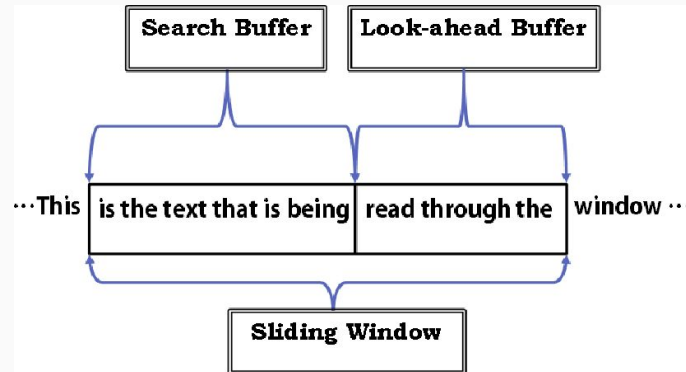 Search Buffer Look-ahead Buffer
···This is the text that is being read through the window ···
Sliding Window